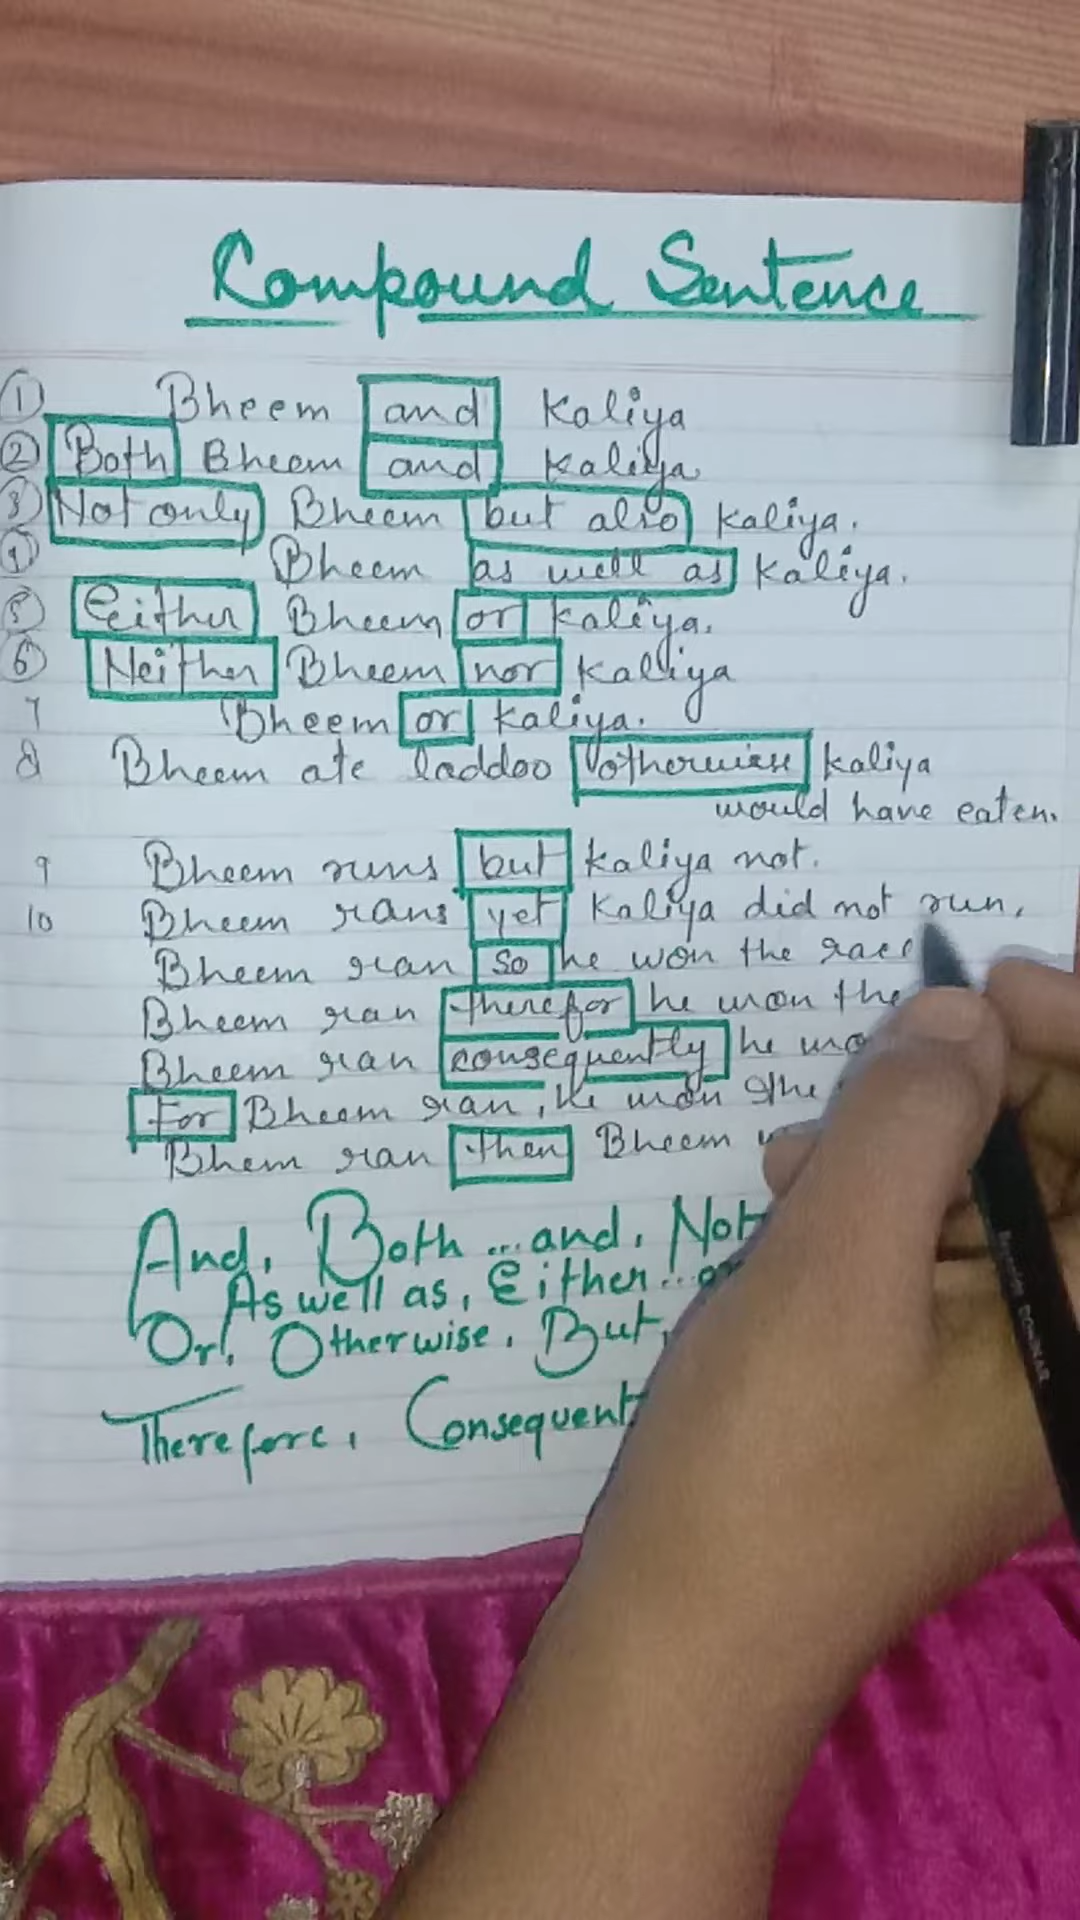 Compound Sentence
① Bheem and Kaliya
② Both Bheem and Kaliya
③ Not only Bheem but also Kaliya.
Bheem as well as Kaliya.
⑤ Either Bheem or Kaliya.
⑥ Neither Bheem nor Kaliya
7 Bheem or Kaliya.
8 Bheem ate laddoo otherwise Kaliya
would have eaten.
9 Bheem runs but Kaliya not.
10 Bheem rans yet Kaliya did not run.
Bheem ran so he won the race
Bheem ran therefor he won the
Bheem ran consequently he wo
For Bheem ran, he won the
Bhem ran then Bheem
And, Both ... and, Not
As well as, Either...or
Or, Otherwise, But,
Therefore, Consequent
DOMINAR